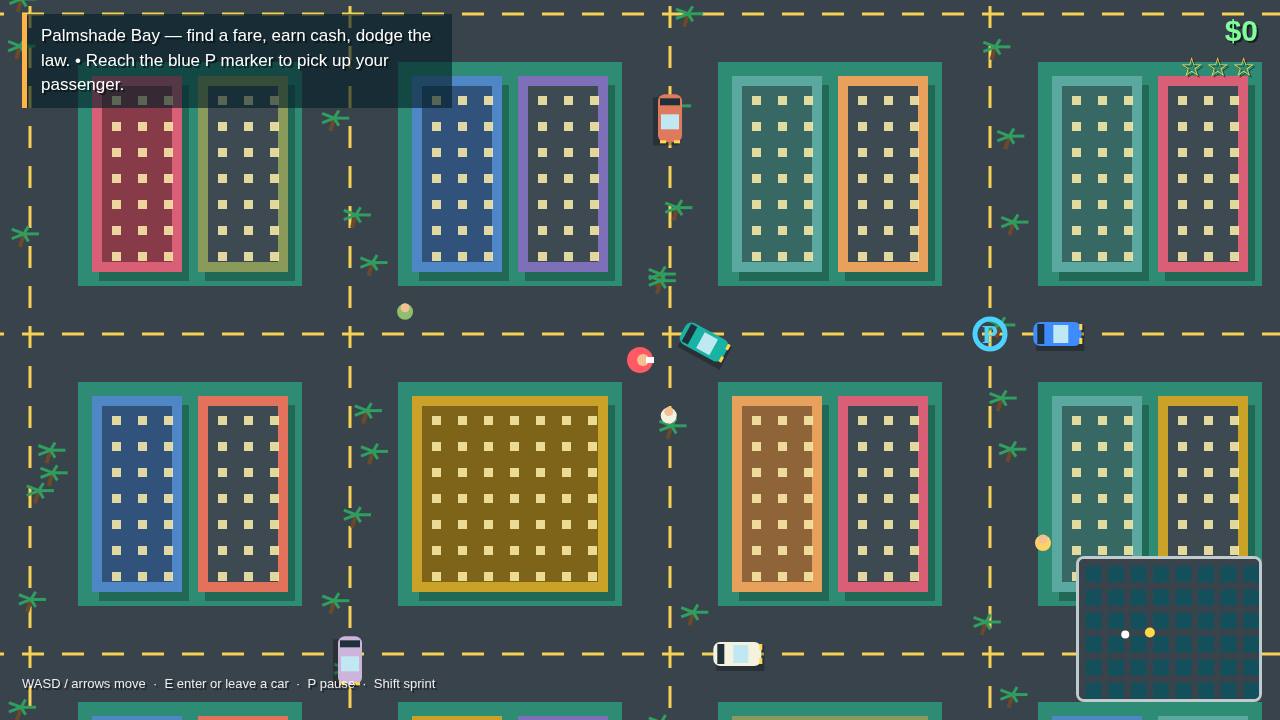 Palmshade Bay — find a fare, earn cash, dodge the
law. • Reach the blue P marker to pick up your
passenger.
$0
P
WASD / arrows move · E enter or leave a car · P pause · Shift sprint